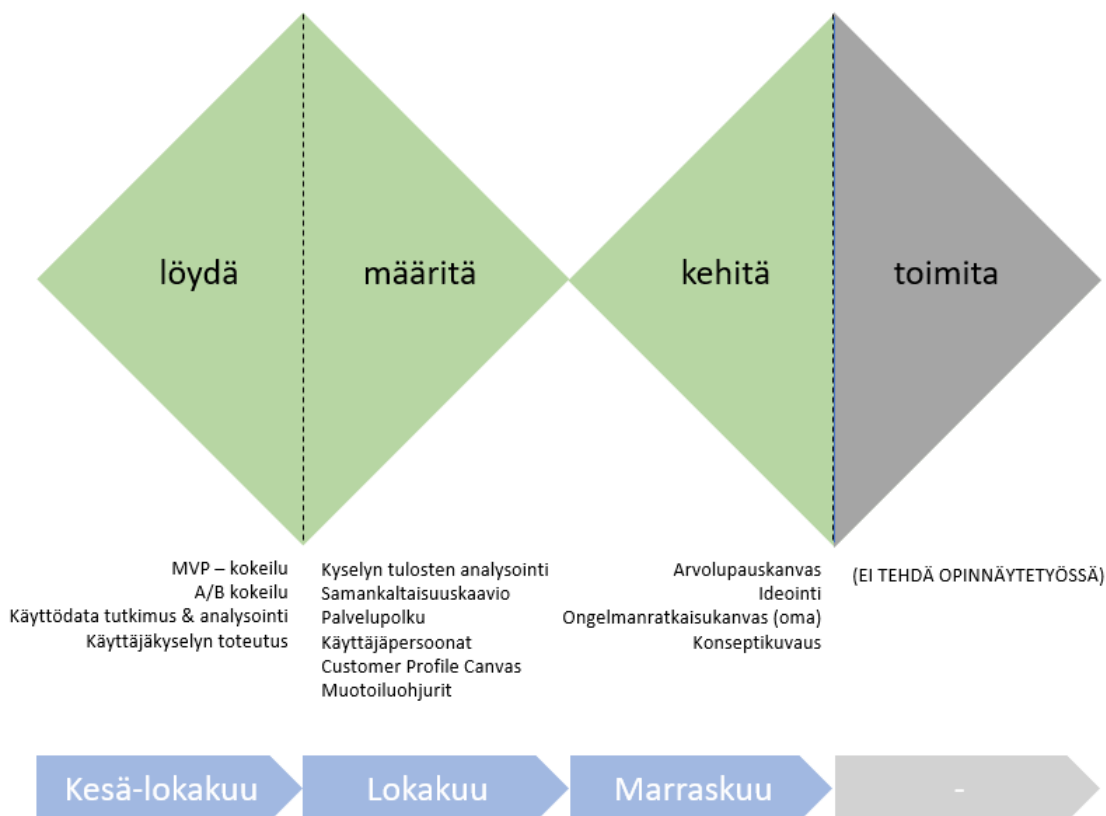 löydä
määritä
kehitä
toimita
MVP – kokeilu
A/B kokeilu
Käyttödata tutkimus & analysointi
Käyttäjäkyselyn toteutus
Kyselyn tulosten analysointi
Samankaltaisuuskaavio
Palvelupolku
Käyttäjäpersoonat
Customer Profile Canvas
Muotoiluohjurit
Arvolupauskanvas
Ideointi
Ongelmanratkaisukanvas (oma)
Konseptikuvaus
(EI TEHDÄ OPINNÄYTETYÖSSÄ)
Kesä-lokakuu
Lokakuu
Marraskuu
-